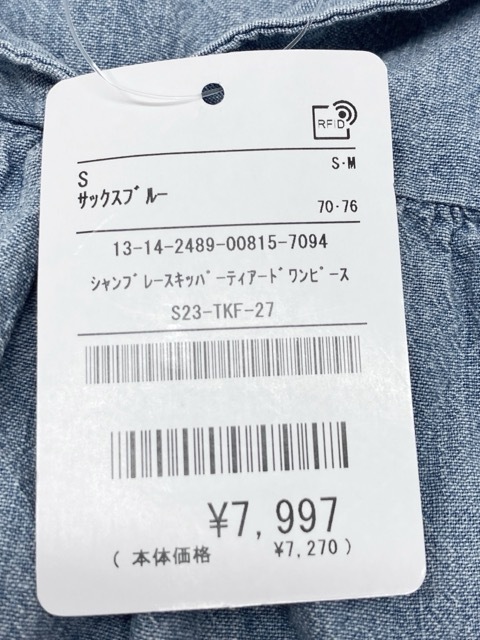 RFID
S・M
S
サックスブルー
70・76
13-14-2489-00815-7094
シャンブレースキッパーティアードワンピース
S23-TKF-27
¥7,997
(本体価格 ¥7,270)